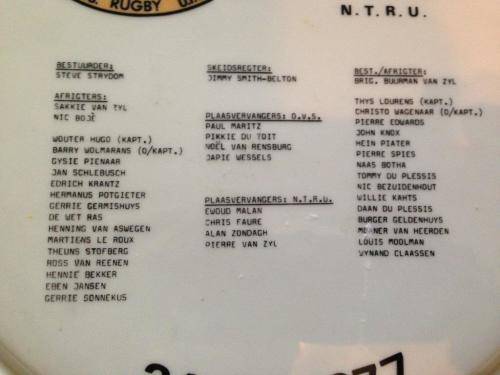 RUGBY
N.T.R.U.
BESTUURDER:
STEVE STRYDOM
AFRIGTERS:
SAKKIE VAN ZYL
NIC BOJÉ
WOUTER HUGO (KAPT.)
BARRY WOLMARANS (O/KAPT.)
GYSIE PIENAAR
JAN SCHLEBUSCH
EDRICH KRANTZ
HERMANUS POTGIETER
GERRIE GERMISHUYS
DE WET RAS
HENNING VAN ASWEGEN
MARTIENS LE ROUX
THEUNS STOFBERG
ROSS VAN REENEN
HENNIE BEKKER
EBEN JANSEN
GERRIE SONNEKUS
SKEIDSREGTER:
JIMMY SMITH-BELTON
PLAASVERVANGERS: O.V.S.
PAUL MARITZ
PIKKIE DU TOIT
NOËL VAN RENSBURG
JAPIE WESSELS
PLAASVERVANGERS: N.T.R.U.
EWOUD MALAN
CHRIS FAURE
ALAN ZONDAGH
PIERRE VAN ZYL
BEST./AFRIGTER:
BRIG. BUURMAN VAN ZYL
THYS LOURENS (KAPT.)
CHRISTO WAGENAAR (O/KAPT.)
PIERRE EDWARDS
JOHN KNOX
HEIN PIATER
PIERRE SPIES
NAAS BOTHA
TOMMY DU PLESSIS
NIC BEZUIDENHOUT
WILLIE KAHTS
DAAN DU PLESSIS
BURGER GELDENHUYS
MOANER VAN HEERDEN
LOUIS MOOLMAN
WYNAND CLAASSEN